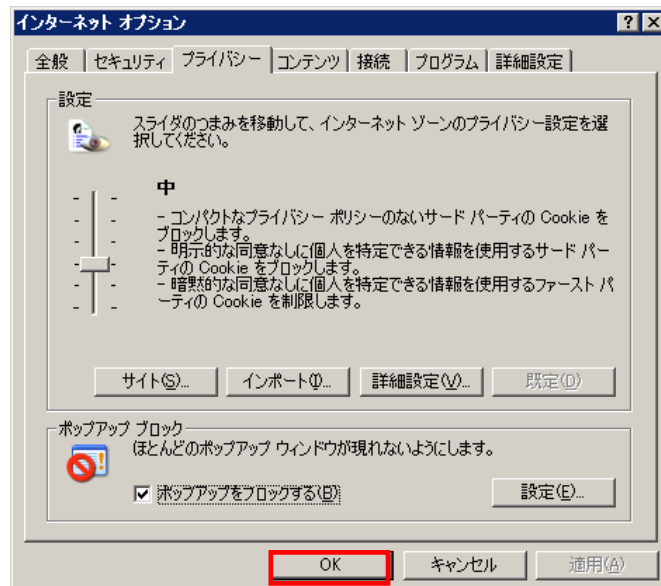 インターネット オプション
全般 セキュリティ プライバシー コンテンツ 接続 プログラム 詳細設定
設定
スライダのつまみを移動して、インターネット ゾーンのプライバシー設定を選
択してください。
中
- コンパクトなプライバシー ポリシーのないサード パーティの Cookie を
ブロックします。
- 明示的な同意なしに個人を特定できる情報を使用するサード パー
ティの Cookie をブロックします。
- 暗黙的な同意なしに個人を特定できる情報を使用するファースト パ
ーティの Cookie を制限します。
サイト(S)... インポート(I)... 詳細設定(V)... 既定(D)
ポップアップ ブロック
ほとんどのポップアップ ウィンドウが現れないようにします。
ポップアップをブロックする(B) 設定(E)...
OK キャンセル 適用(A)